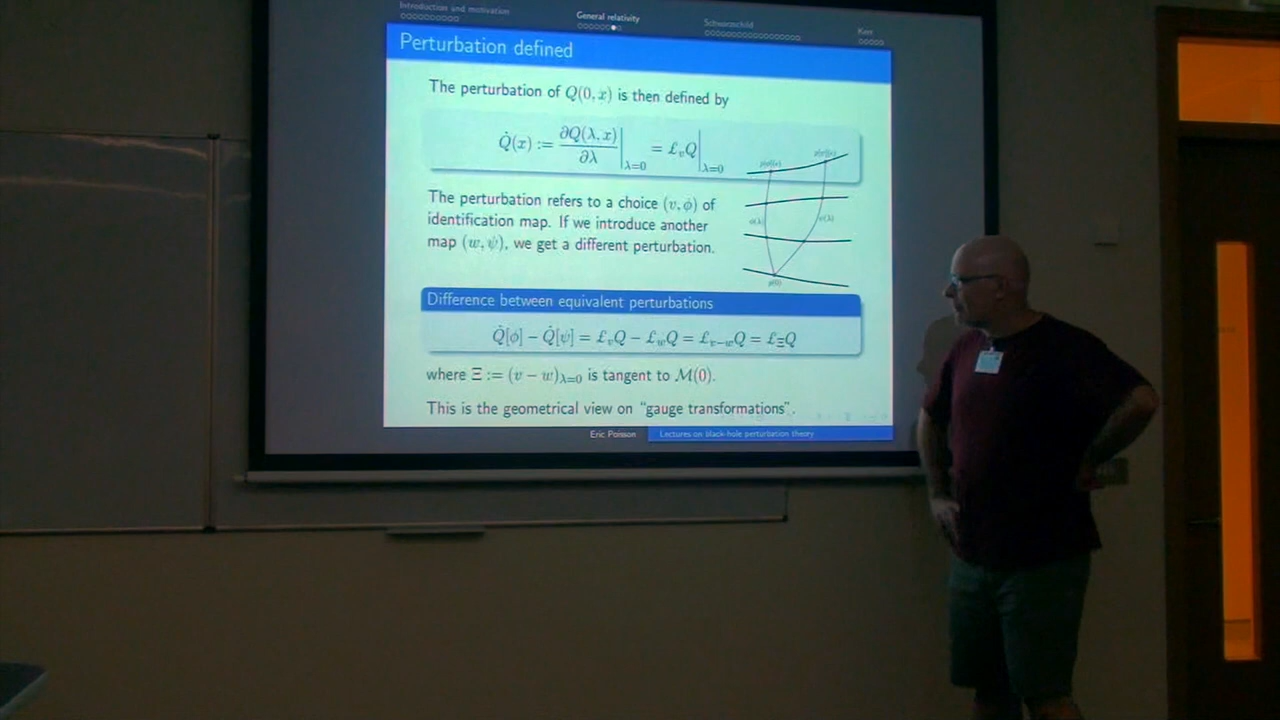 Introduction and motivation General relativity Schwarzschild Kerr
Perturbation defined
The perturbation of Q(0, x) is then defined by
Q̇(x) := ∂Q(λ, x)/∂λ |λ=0 = £vQ |λ=0
The perturbation refers to a choice (v, ϕ) of
identification map. If we introduce another
map (w, ψ), we get a different perturbation.
Difference between equivalent perturbations
Q̇[ϕ] − Q̇[ψ] = £vQ − £wQ = £v−wQ = £ΞQ
where Ξ := (v − w)λ=0 is tangent to M(0).
This is the geometrical view on "gauge transformations".
Eric Poisson Lectures on black-hole perturbation theory